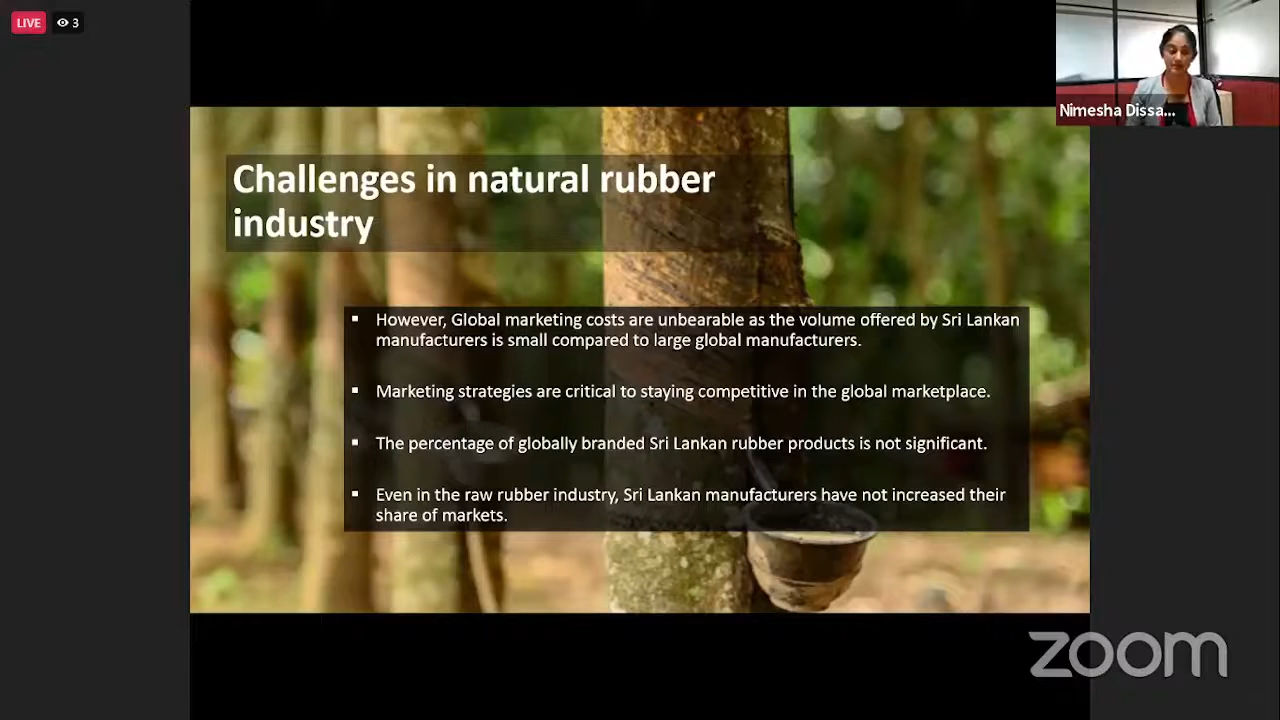 LIVE 3
Nimesha Dissa...
Challenges in natural rubber
industry
▪ However, Global marketing costs are unbearable as the volume offered by Sri Lankan
manufacturers is small compared to large global manufacturers.
▪ Marketing strategies are critical to staying competitive in the global marketplace.
▪ The percentage of globally branded Sri Lankan rubber products is not significant.
▪ Even in the raw rubber industry, Sri Lankan manufacturers have not increased their
share of markets.
zoom